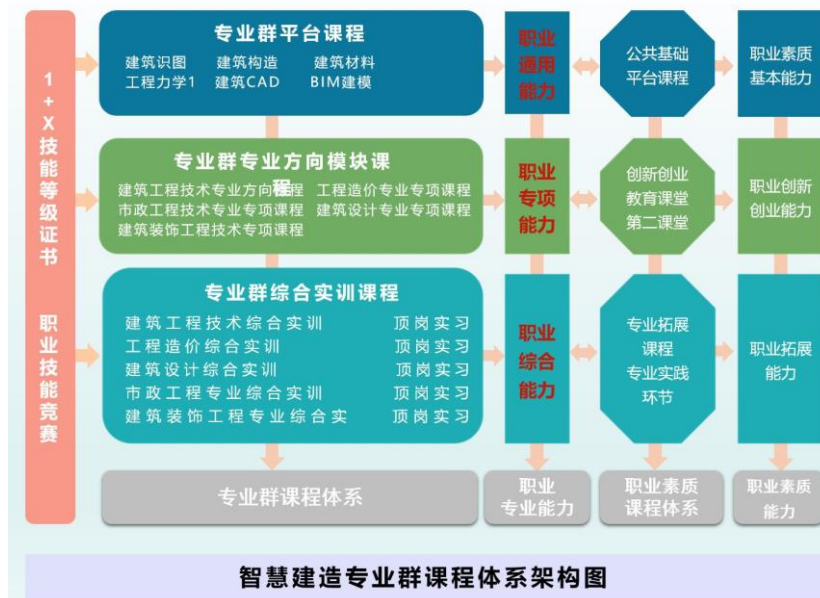 1+X技能等级证书 职业技能竞赛
专业群平台课程
建筑识图 建筑构造 建筑材料
工程力学1 建筑CAD BIM建模
职业
通用
能力
公共基础
平台课程
职业素质
基本能力
专业群专业方向模块课
程
建筑工程技术专业方向课程 工程造价专业专项课程
市政工程技术专业专项课程 建筑设计专业专项课程
建筑装饰工程技术专项课程
职业
专项
能力
创新创业
教育课堂
第二课堂
职业创新
创业能力
专业群综合实训课程
建筑工程技术综合实训 顶岗实习
工程造价综合实训 顶岗实习
建筑设计综合实训 顶岗实习
市政工程专业综合实训 顶岗实习
建筑装饰工程专业综合实 顶岗实习
职业
综合
能力
专业拓展
课程
专业实践
环节
职业拓展
能力
专业群课程体系
职业
专业能力
职业素质
课程体系
职业素质
能力
智慧建造专业群课程体系架构图